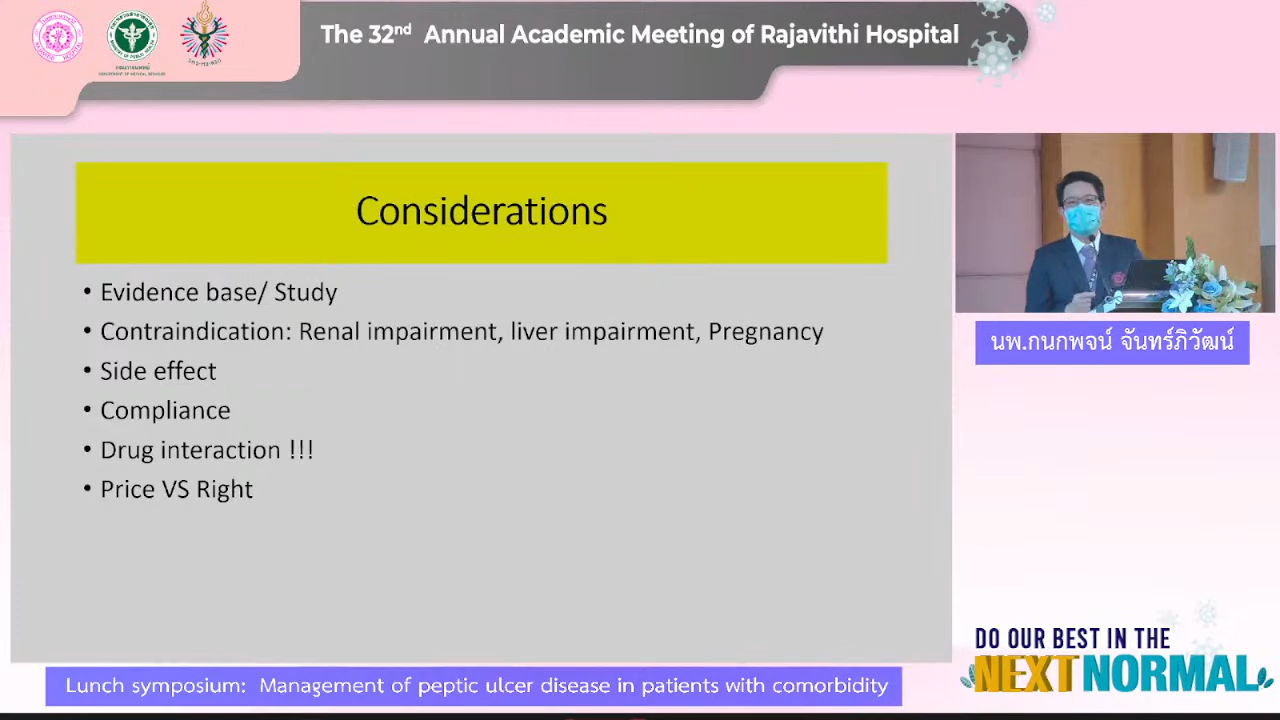 The 32nd Annual Academic Meeting of Rajavithi Hospital
Considerations
• Evidence base/ Study
• Contraindication: Renal impairment, liver impairment, Pregnancy
• Side effect
• Compliance
• Drug interaction !!!
• Price VS Right
นพ.กนกพจน์ จันทร์ภิวัฒน์
DO OUR BEST IN THE
NEXT NORMAL
Lunch symposium: Management of peptic ulcer disease in patients with comorbidity